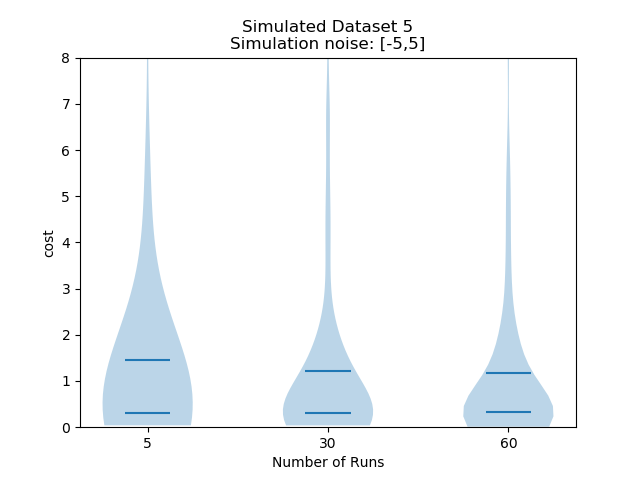 Simulated Dataset 5
Simulation noise: [-5,5]
8
7
6
5
4
3
2
1
0
cost
5 30 60
Number of Runs